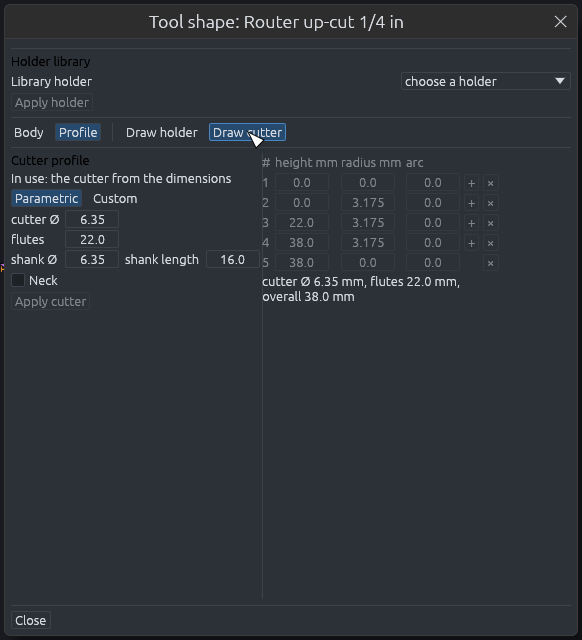 Tool shape: Router up-cut 1/4 in
Holder library
Library holder choose a holder
Apply holder
Body Profile Draw holder Draw cutter
Cutter profile
In use: the cutter from the dimensions
Parametric Custom
cutter Ø 6.35
flutes 22.0
shank Ø 6.35 shank length 16.0
Neck
Apply cutter
# height mm radius mm arc
1 0.0 0.0 0.0 + ×
2 0.0 3.175 0.0 + ×
3 22.0 3.175 0.0 + ×
4 38.0 3.175 0.0 + ×
5 38.0 0.0 0.0 ×
cutter Ø 6.35 mm, flutes 22.0 mm,
overall 38.0 mm
Close